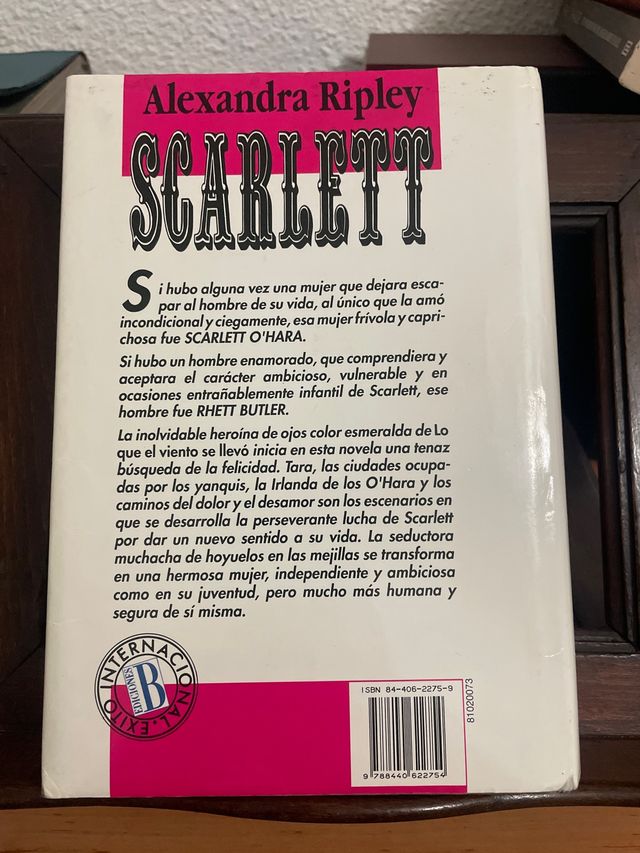 Alexandra Ripley
SCARLETT
Si hubo alguna vez una mujer que dejara esca-
par al hombre de su vida, al único que la amó
incondicional y ciegamente, esa mujer frívola y capri-
chosa fue SCARLETT O'HARA.
Si hubo un hombre enamorado, que comprendiera y
aceptara el carácter ambicioso, vulnerable y en
ocasiones entrañablemente infantil de Scarlett, ese
hombre fue RHETT BUTLER.
La inolvidable heroína de ojos color esmeralda de Lo
que el viento se llevó inicia en esta novela una tenaz
búsqueda de la felicidad. Tara, las ciudades ocupa-
das por los yanquis, la Irlanda de los O'Hara y los
caminos del dolor y el desamor son los escenarios en
que se desarrolla la perseverante lucha de Scarlett
por dar un nuevo sentido a su vida. La seductora
muchacha de hoyuelos en las mejillas se transforma
en una hermosa mujer, independiente y ambiciosa
como en su juventud, pero mucho más humana y
segura de sí misma.
EXITO INTERNACIONAL
EDICIONES B
ISBN 84-406-2275-9
9 788440 622754
81020073